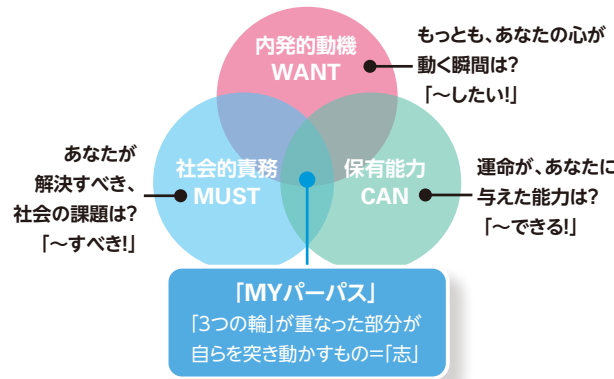 内発的動機
WANT
もっとも、あなたの心が
動く瞬間は?
「～したい!」
あなたが
解決すべき、
社会の課題は?
「～すべき!」
社会的責務
MUST
保有能力
CAN
運命が、あなたに
与えた能力は?
「～できる!」
「MYパーパス」
「3つの輪」が重なった部分が
自らを突き動かすもの=「志」